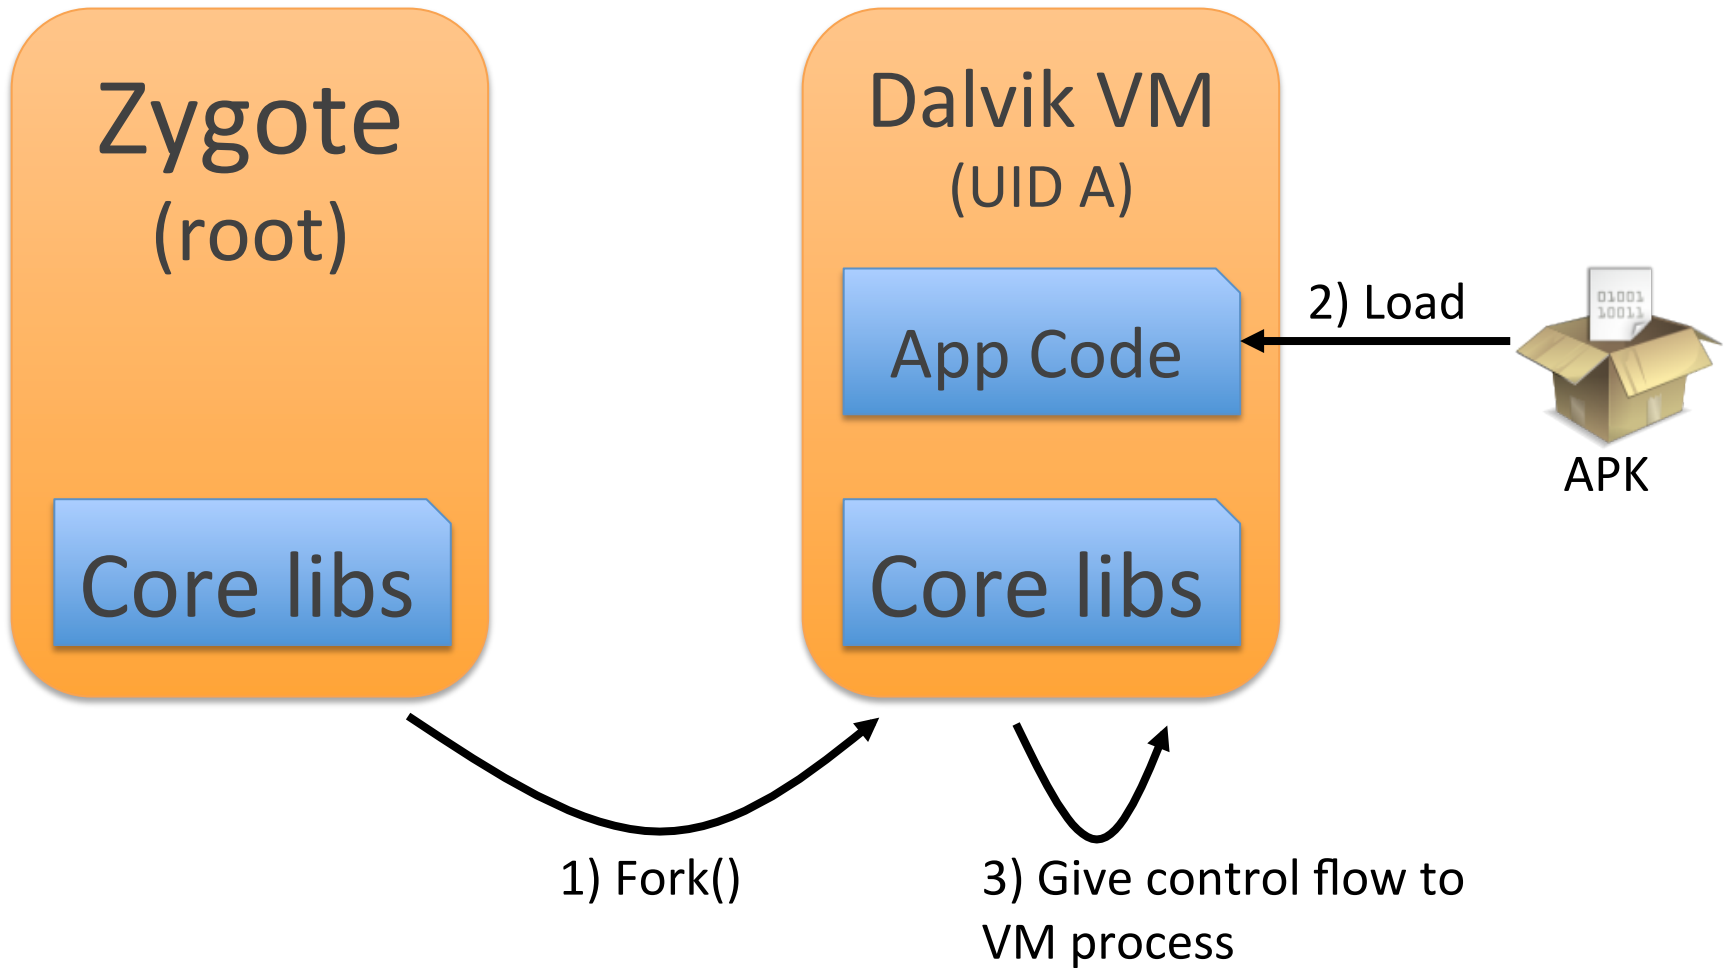 Zygote
(root)
Core libs
Dalvik VM
(UID A)
App Code
Core libs
2) Load
01001
10011
APK
1) Fork()
3) Give control flow to
VM process